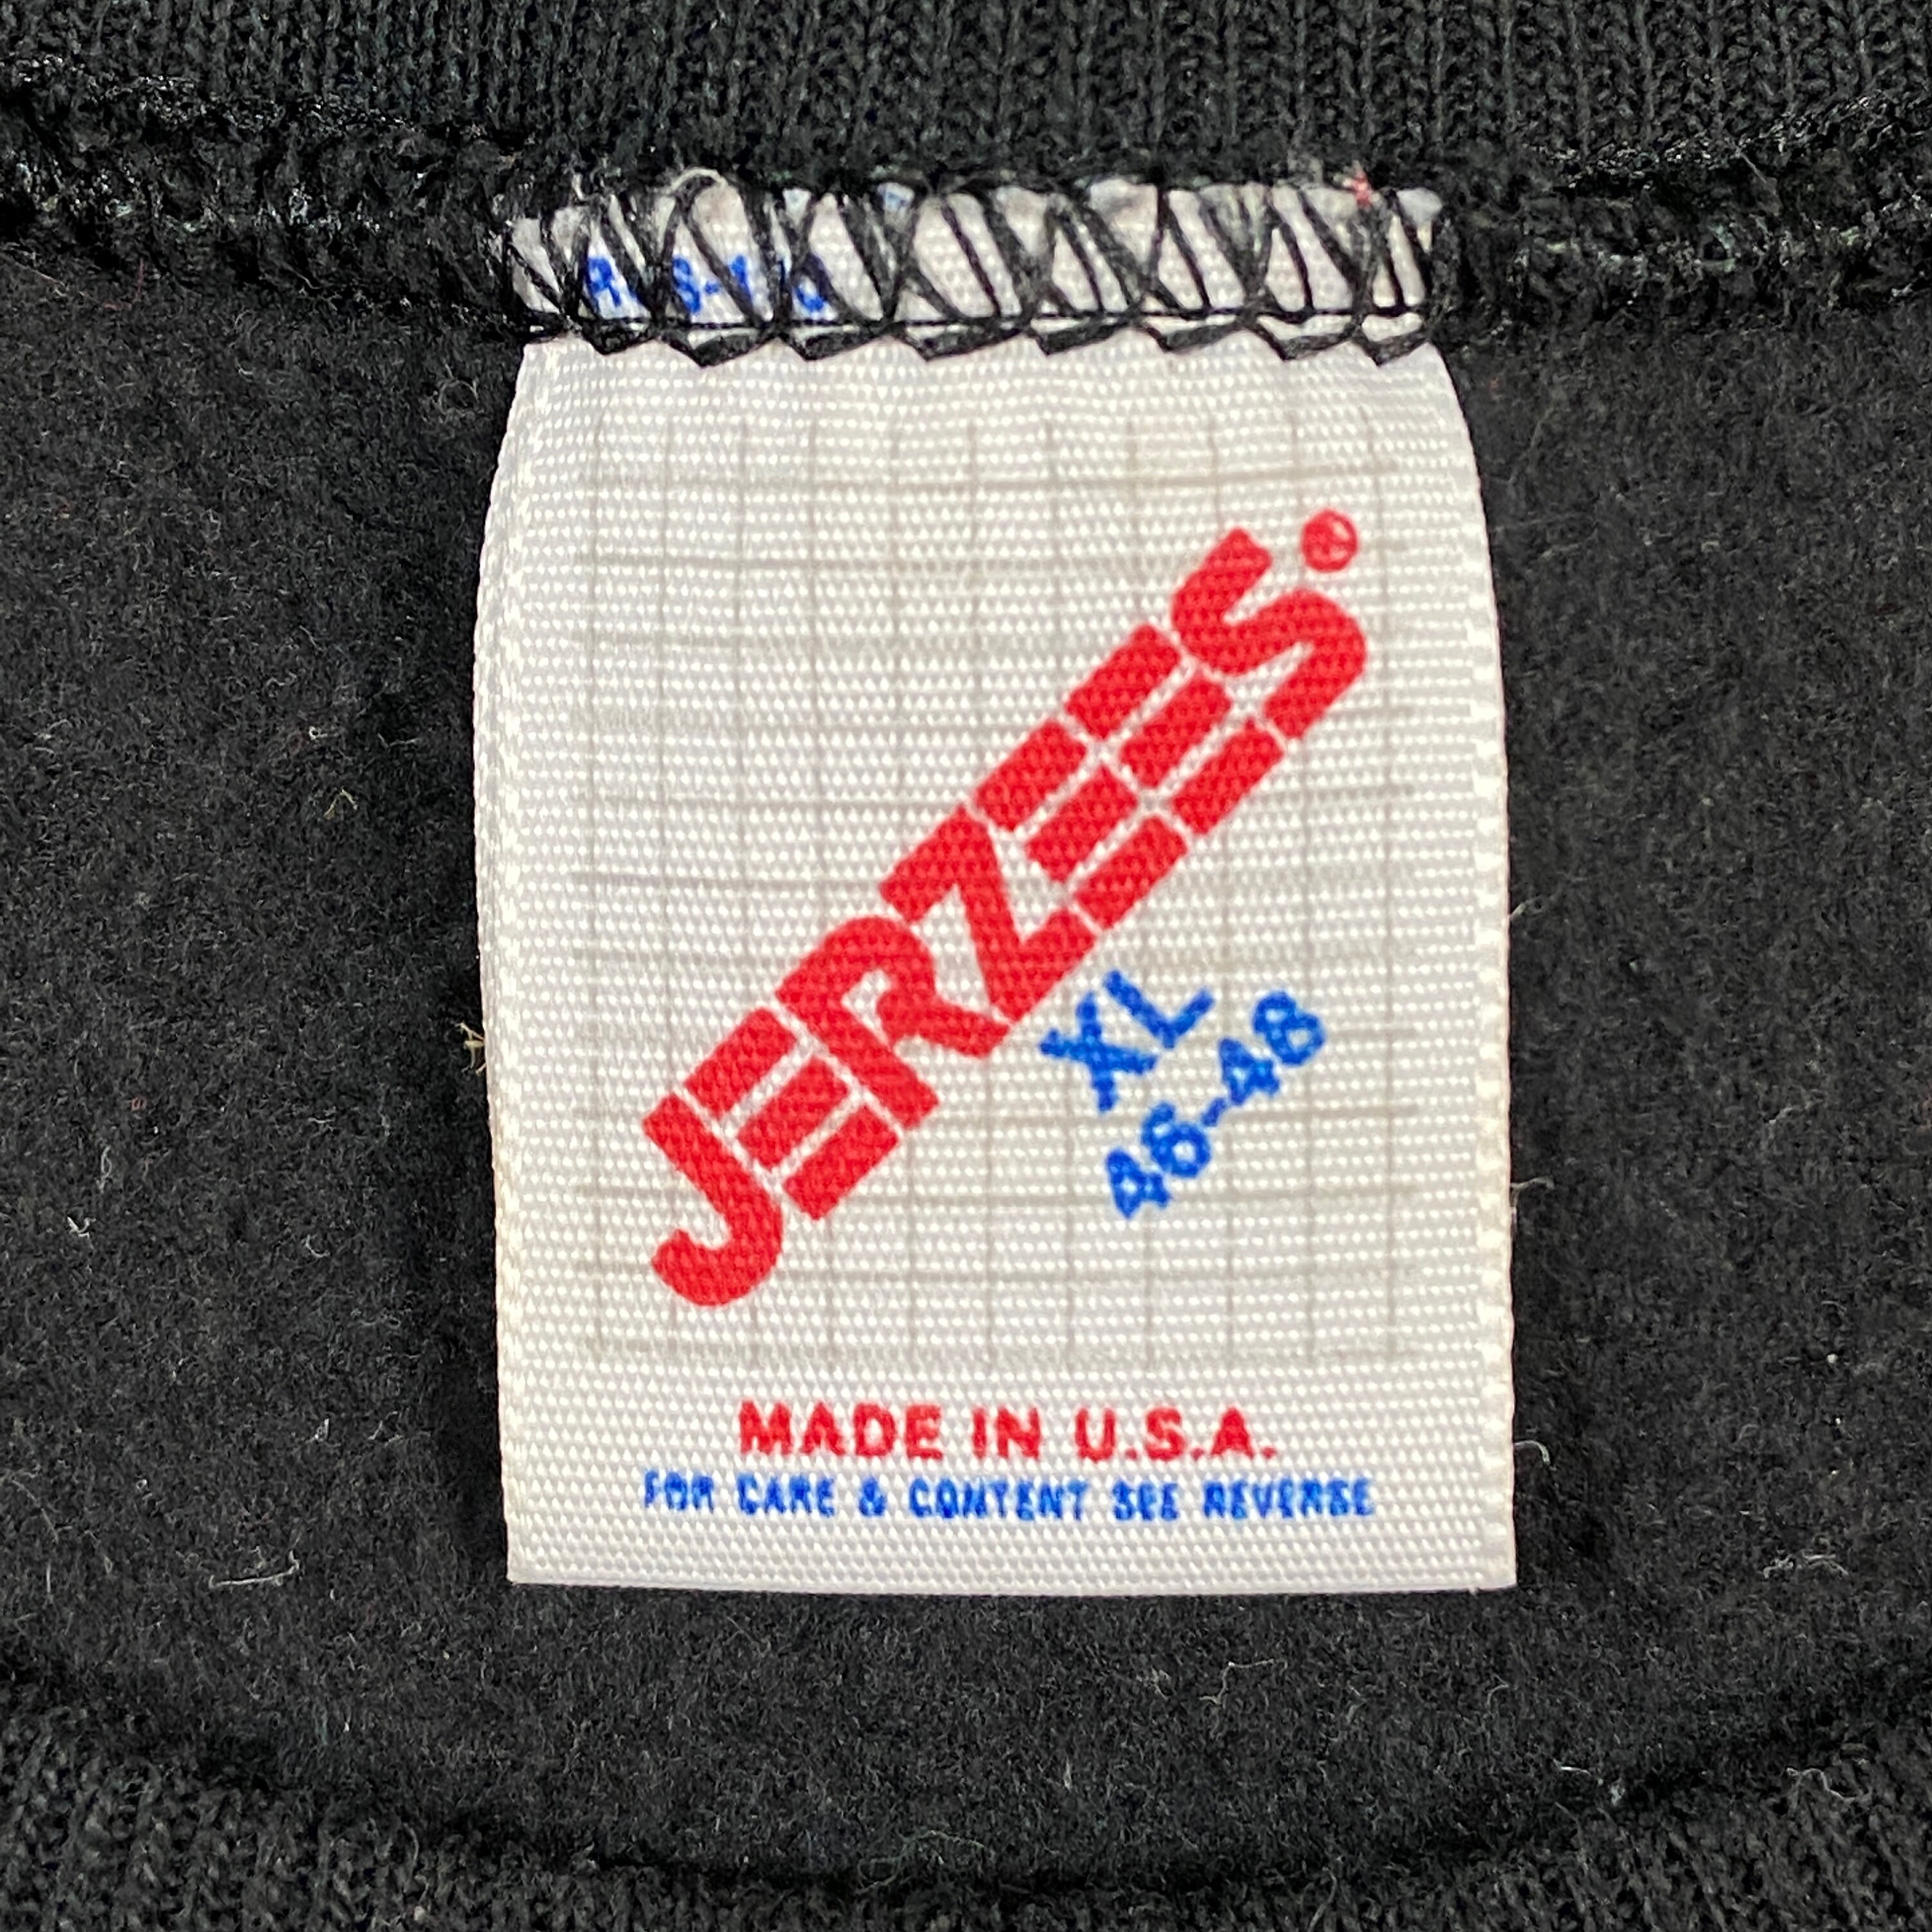 JERZEES®
XL
46-48
MADE IN U.S.A.
FOR CARE & CONTENT SEE REVERSE